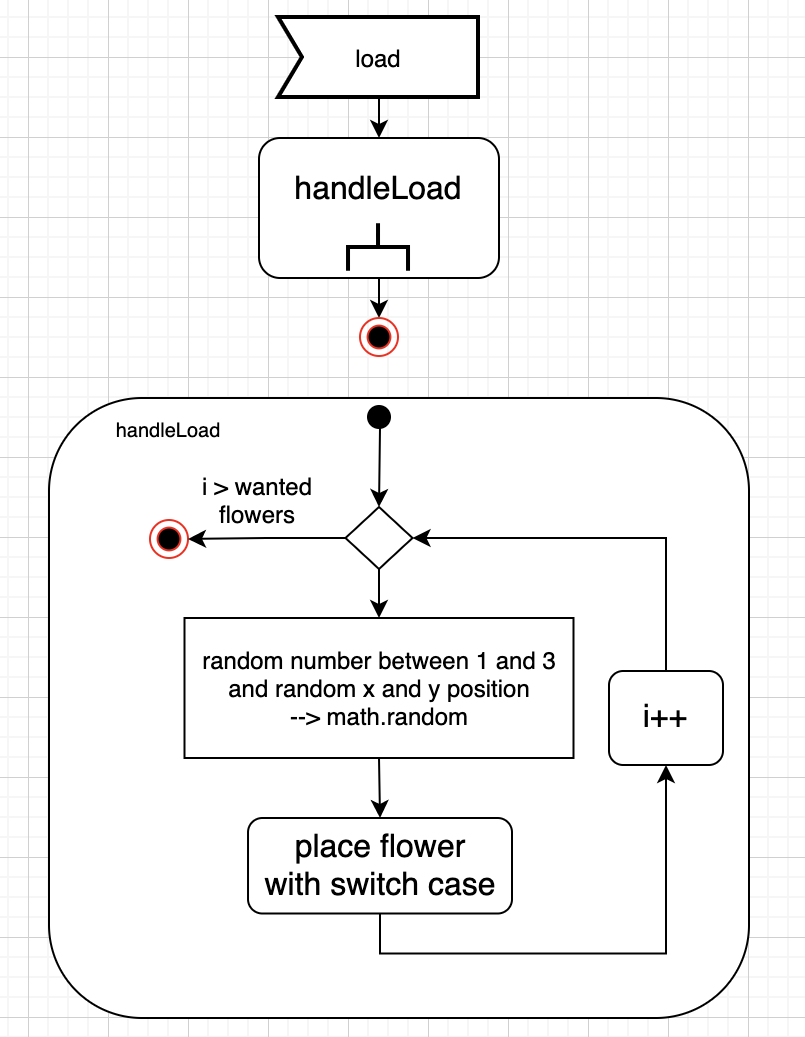 load
handleLoad
handleLoad
i > wanted
flowers
random number between 1 and 3
and random x and y position
--> math.random
i++
place flower
with switch case